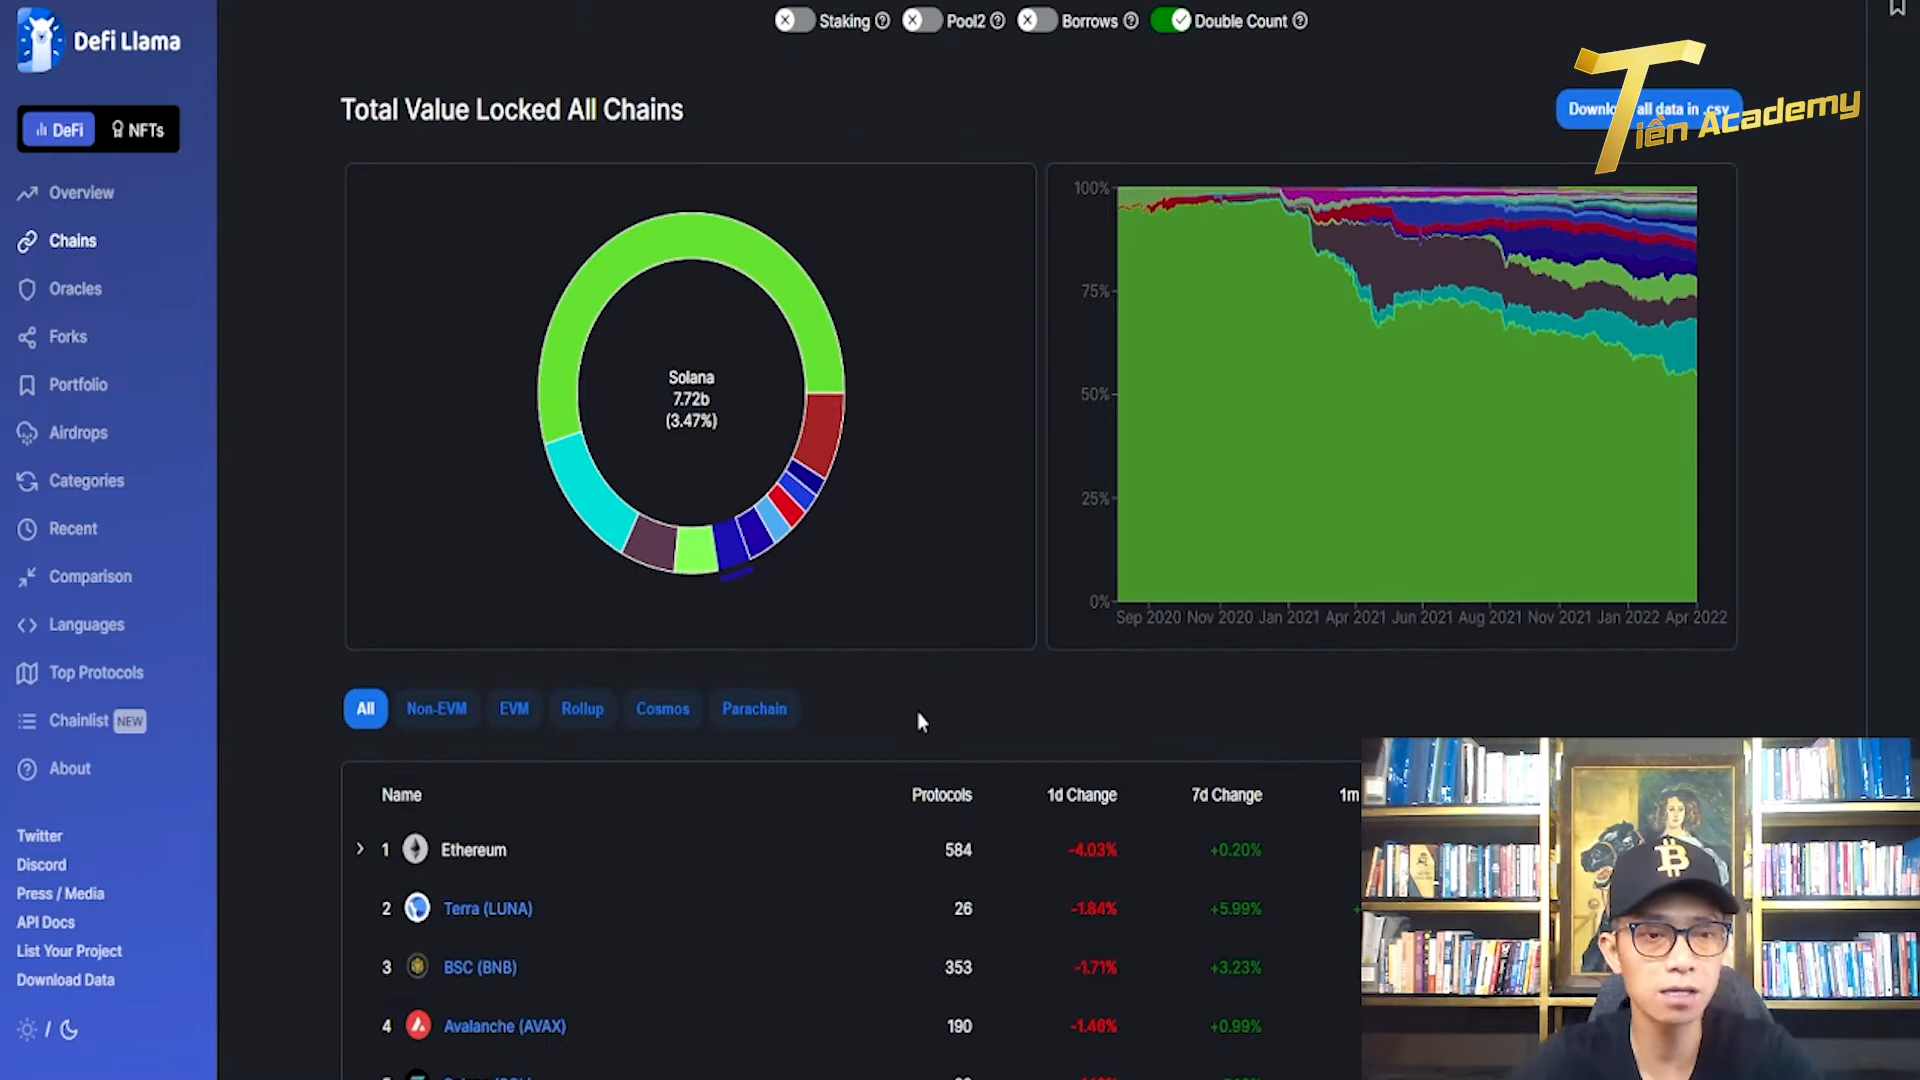 Defi Llama
DeFi
NFTs
Overview
Chains
Oracles
Forks
Portfolio
Airdrops
Categories
Recent
Comparison
Languages
Top Protocols
Chainlist NEW
About
Twitter
Discord
Press / Media
API Docs
List Your Project
Download Data
/
Staking
Pool2
Borrows
Double Count
Total Value Locked All Chains
all data in .csv
Tiền Academy
Solana
7.72b
(3.47%)
100%
75%
50%
25%
0%
Sep 2020 Nov 2020 Jan 2021 Apr 2021 Jun 2021 Aug 2021 Nov 2021 Jan 2022 Apr 2022
All Non-EVM EVM Rollup Cosmos Parachain
Name Protocols 1d Change 7d Change 1m
1 Ethereum 584 -4.03% +0.20%
2 Terra (LUNA) 26 -1.84% +5.99%
3 BSC (BNB) 353 -1.71% +3.23%
4 Avalanche (AVAX) 190 -1.46% +0.99%